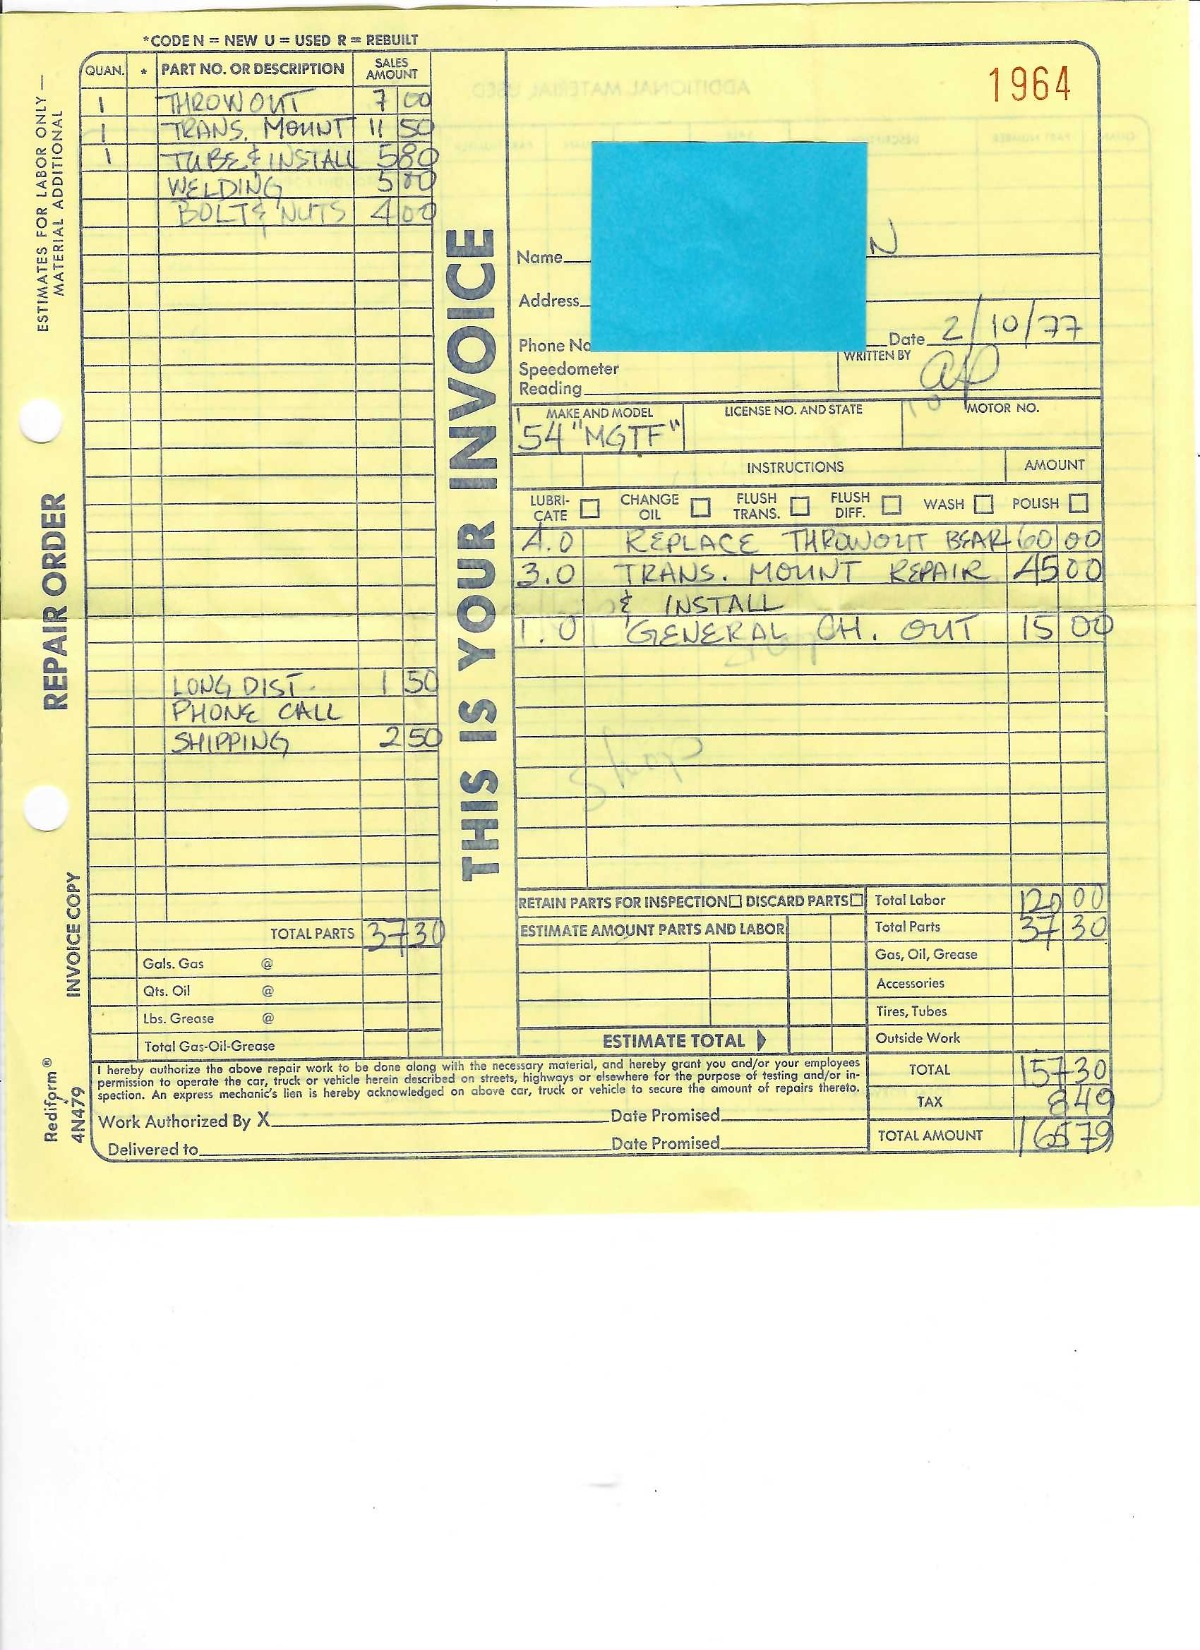 *CODE N = NEW U = USED R = REBUILT
QUAN. * PART NO. OR DESCRIPTION SALES AMOUNT
1 THROWOUT 7 00
1 TRANS. MOUNT 11 50
1 TUBE & INSTALL 5 80
WELDING 5 00
BOLT & NUTS 4 00
LONG DIST. 1 50
PHONE CALL
SHIPPING 2 50
TOTAL PARTS 37 30
Gals. Gas @
Qts. Oil @
Lbs. Grease @
Total Gas-Oil-Grease
ESTIMATES FOR LABOR ONLY —
MATERIAL ADDITIONAL
REPAIR ORDER
INVOICE COPY
Rediform®
4N479
THIS IS YOUR INVOICE
1964
Name N
Address
Phone No
Date 2/10/77
Speedometer
Reading
WRITTEN BY
MAKE AND MODEL LICENSE NO. AND STATE MOTOR NO.
54 "MGTF"
INSTRUCTIONS AMOUNT
LUBRI-CATE CHANGE OIL FLUSH TRANS. FLUSH DIFF. WASH POLISH
4.0 REPLACE THROWOUT BEAR 60 00
3.0 TRANS. MOUNT REPAIR 45 00
& INSTALL
1.0 GENERAL CH. OUT 15 00
RETAIN PARTS FOR INSPECTION DISCARD PARTS
ESTIMATE AMOUNT PARTS AND LABOR
ESTIMATE TOTAL
Total Labor 120 00
Total Parts 37 30
Gas, Oil, Grease
Accessories
Tires, Tubes
Outside Work
TOTAL 157 30
TAX 8 49
TOTAL AMOUNT 165 79
I hereby authorize the above repair work to be done along with the necessary material, and hereby grant you and/or your employees
permission to operate the car, truck or vehicle herein described on streets, highways or elsewhere for the purpose of testing and/or in-
spection. An express mechanic's lien is hereby acknowledged on above car, truck or vehicle to secure the amount of repairs thereto.
Work Authorized By X Date Promised
Delivered to Date Promised